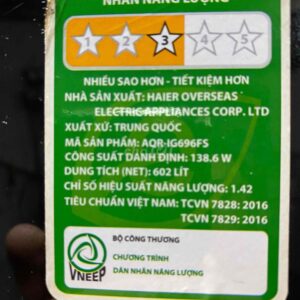 NHÃN NĂNG LƯỢNG
1 2 3 4 5
NHIỀU SAO HƠN - TIẾT KIỆM HƠN
NHÀ SẢN XUẤT: HAIER OVERSEAS
ELECTRIC APPLIANCES CORP. LTD
XUẤT XỨ: TRUNG QUỐC
MÃ SẢN PHẨM: AQR-IG696FS
CÔNG SUẤT DANH ĐỊNH: 138.6 W
DUNG TÍCH (NET): 602 LÍT
CHỈ SỐ HIỆU SUẤT NĂNG LƯỢNG: 1.42
TIÊU CHUẨN VIỆT NAM: TCVN 7828: 2016
TCVN 7829: 2016
BỘ CÔNG THƯƠNG
CHƯƠNG TRÌNH
DÁN NHÃN NĂNG LƯỢNG
VNEEP